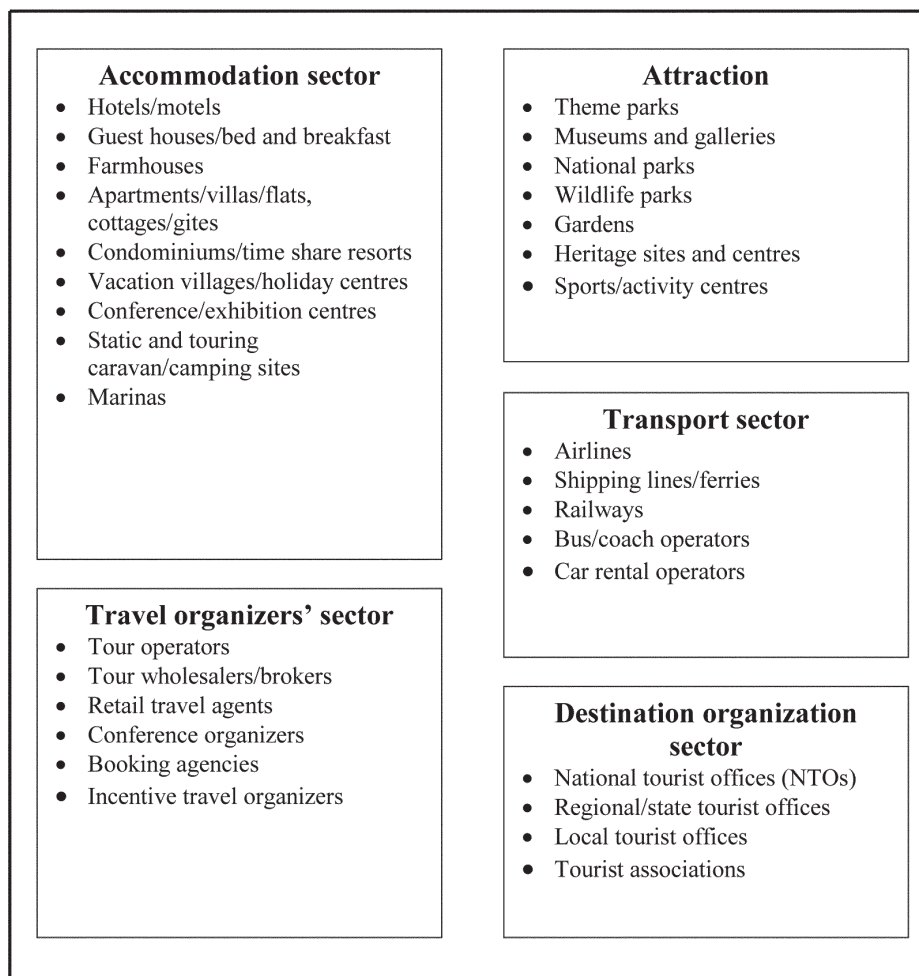 Accommodation sector
• Hotels/motels
• Guest houses/bed and breakfast
• Farmhouses
• Apartments/villas/flats,
cottages/gites
• Condominiums/time share resorts
• Vacation villages/holiday centres
• Conference/exhibition centres
• Static and touring
caravan/camping sites
• Marinas
Travel organizers’ sector
• Tour operators
• Tour wholesalers/brokers
• Retail travel agents
• Conference organizers
• Booking agencies
• Incentive travel organizers
Attraction
• Theme parks
• Museums and galleries
• National parks
• Wildlife parks
• Gardens
• Heritage sites and centres
• Sports/activity centres
Transport sector
• Airlines
• Shipping lines/ferries
• Railways
• Bus/coach operators
• Car rental operators
Destination organization
sector
• National tourist offices (NTOs)
• Regional/state tourist offices
• Local tourist offices
• Tourist associations